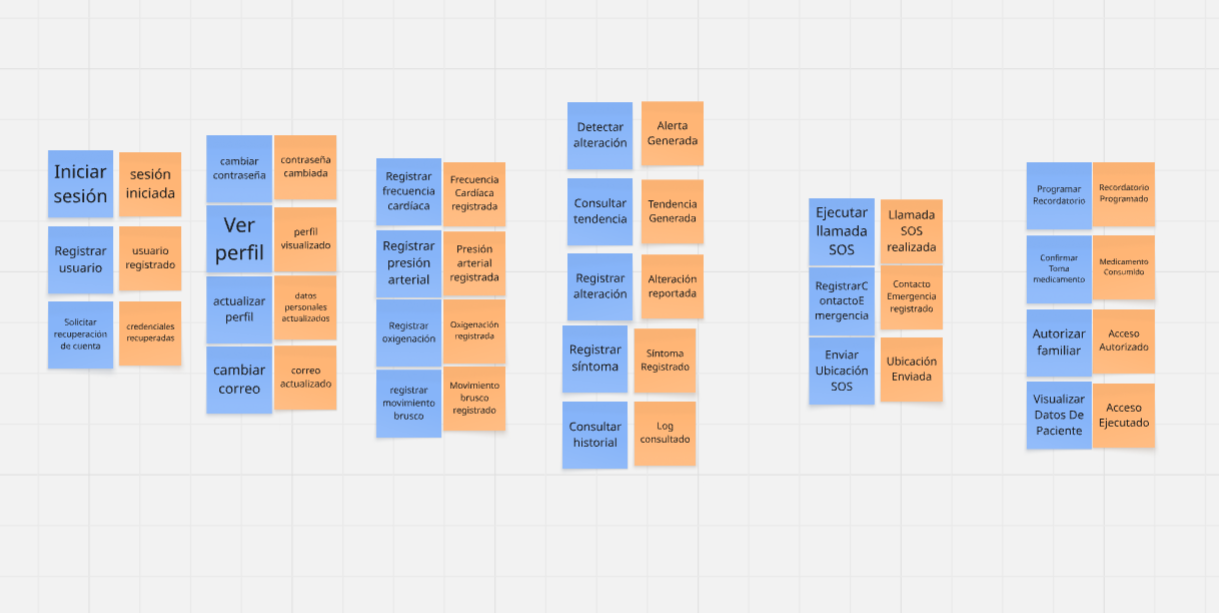 Iniciar
sesión
sesión
iniciada
Registrar
usuario
usuario
registrado
Solicitar
recuperación
de cuenta
credenciales
recuperadas
cambiar
contraseña
contraseña
cambiada
Ver
perfil
perfil
visualizado
actualizar
perfil
datos
personales
actualizados
cambiar
correo
correo
actualizado
Registrar
frecuencia
cardíaca
Frecuencia
Cardíaca
registrada
Registrar
presión
arterial
Presión
arterial
registrada
Registrar
oxigenación
Oxigenación
registrada
registrar
movimiento
brusco
Movimiento
brusco
registrado
Detectar
alteración
Alerta
Generada
Consultar
tendencia
Tendencia
Generada
Registrar
alteración
Alteración
reportada
Registrar
síntoma
Síntoma
Registrado
Consultar
historial
Log
consultado
Ejecutar
llamada
SOS
Llamada
SOS
realizada
RegistrarC
ontactoE
mergencia
Contacto
Emergencia
registrado
Enviar
Ubicación
SOS
Ubicación
Enviada
Programar
Recordatorio
Recordatorio
Programado
Confirmar
Toma
medicamento
Medicamento
Consumido
Autorizar
familiar
Acceso
Autorizado
Visualizar
Datos De
Paciente
Acceso
Ejecutado